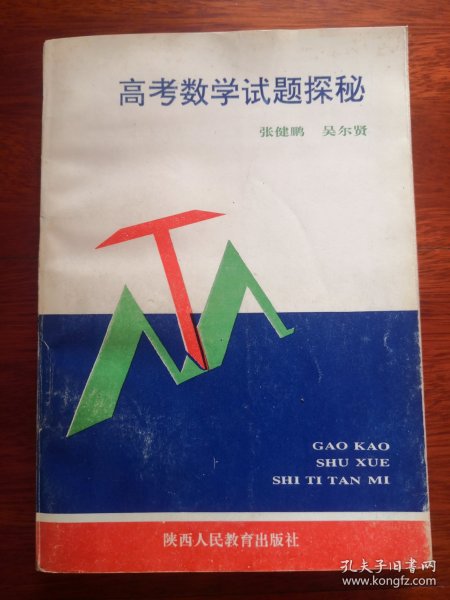 高考数学试题探秘
张健鹏 吴尔贤
GAO KAO
SHU XUE
SHI TI TAN MI
陕西人民教育出版社
孔夫子旧书网
www.kongfz.com